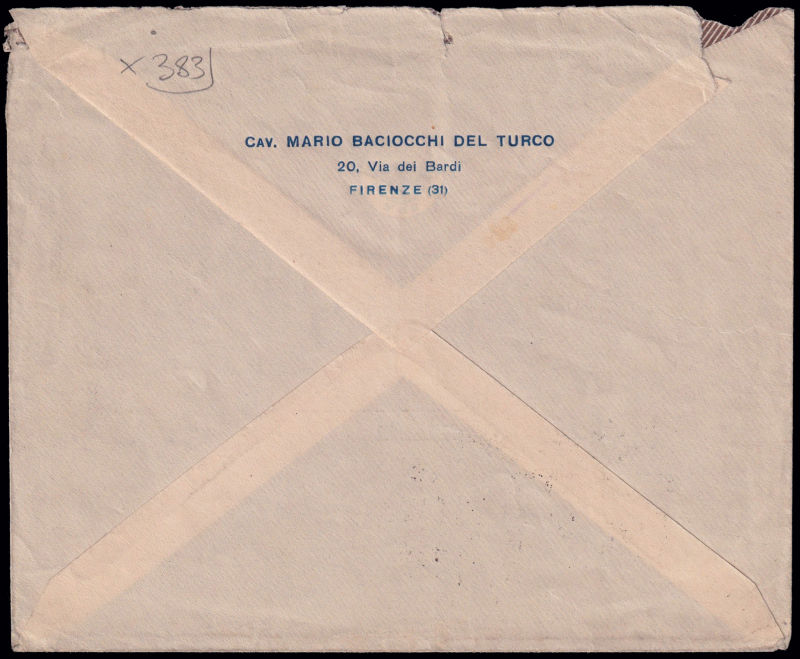 x 383
CAV. MARIO BACIOCCHI DEL TURCO
20, Via dei Bardi
FIRENZE (31)